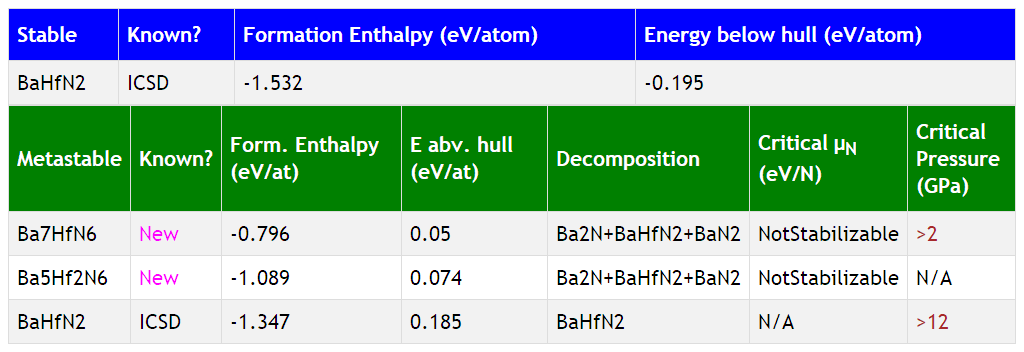 Stable Known? Formation Enthalpy (eV/atom) Energy below hull (eV/atom)
BaHfN2 ICSD -1.532 -0.195
Metastable Known? Form. Enthalpy (eV/at) E abv. hull (eV/at) Decomposition Critical μN (eV/N) Critical Pressure (GPa)
Ba7HfN6 New -0.796 0.05 Ba2N+BaHfN2+BaN2 NotStabilizable >2
Ba5Hf2N6 New -1.089 0.074 Ba2N+BaHfN2+BaN2 NotStabilizable N/A
BaHfN2 ICSD -1.347 0.185 BaHfN2 N/A >12